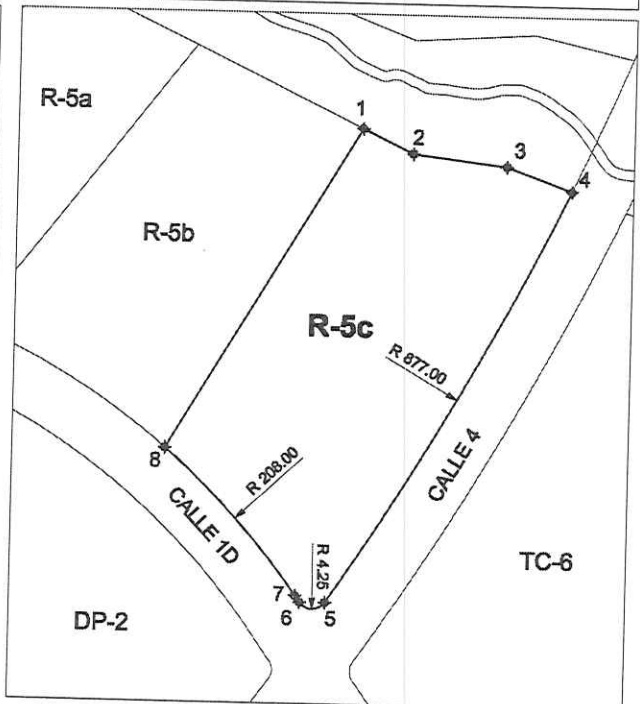 R-5a
1
2
3
4
R-5b
R-5c
R 877.00
8
R 208.00
CALLE 4
CALLE 1D
R 4.25
TC-6
7
6
5
DP-2